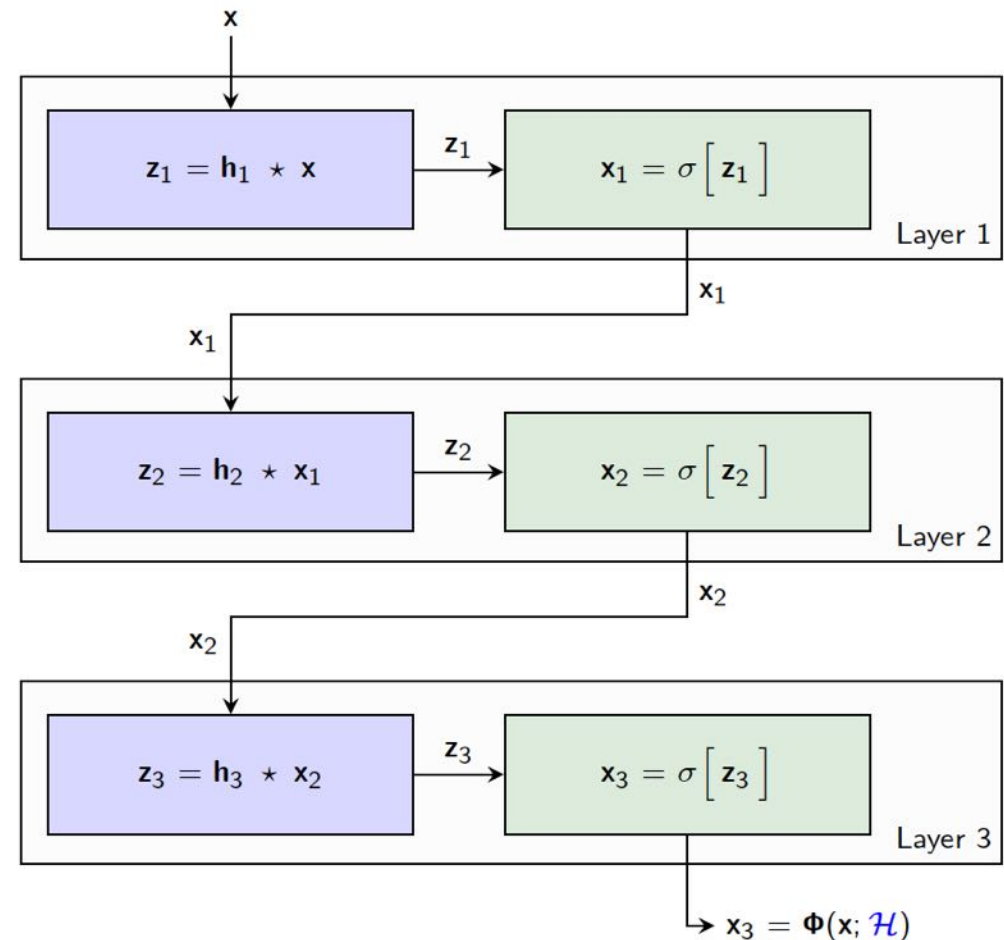 x
z₁ = h₁ ⋆ x
z₁
x₁ = σ[z₁]
Layer 1
x₁
x₁
z₂ = h₂ ⋆ x₁
z₂
x₂ = σ[z₂]
Layer 2
x₂
x₂
z₃ = h₃ ⋆ x₂
z₃
x₃ = σ[z₃]
Layer 3
x₃ = Φ(x; ℋ)